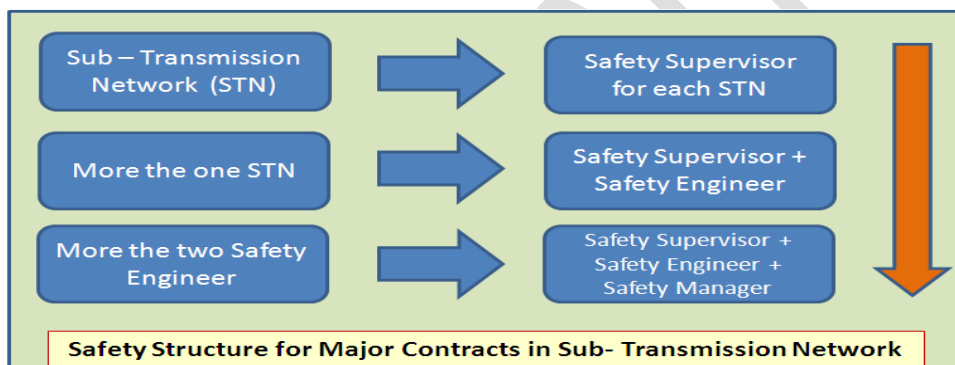 Sub – Transmission
Network (STN)
Safety Supervisor
for each STN
More the one STN
Safety Supervisor +
Safety Engineer
More the two Safety
Engineer
Safety Supervisor +
Safety Engineer +
Safety Manager
Safety Structure for Major Contracts in Sub- Transmission Network